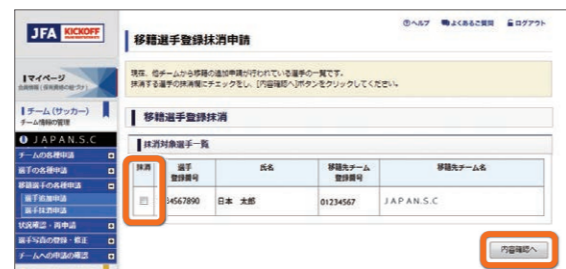 JFA KICKOFF
ヘルプ よくあるご質問 ログアウト
移籍選手登録抹消申請
マイページ
現在、他チームから移籍の追加申請が行われている選手の一覧です。
抹消する選手の抹消欄にチェックをし、[内容確認へ]ボタンをクリックしてください。
チーム(サッカー)
チーム情報の管理
JAPAN.S.C
チームの各種申請
選手の各種申請
移籍選手の各種申請
選手追加申請
選手抹消申請
状況確認・再申請
選手写真の登録・修正
チームへの申請の確認
移籍選手登録抹消
抹消対象選手一覧
抹消 選手登録番号 氏名 移籍先チーム登録番号 移籍先チーム名
34567890 日本 太郎 01234567 JAPAN.S.C
内容確認へ